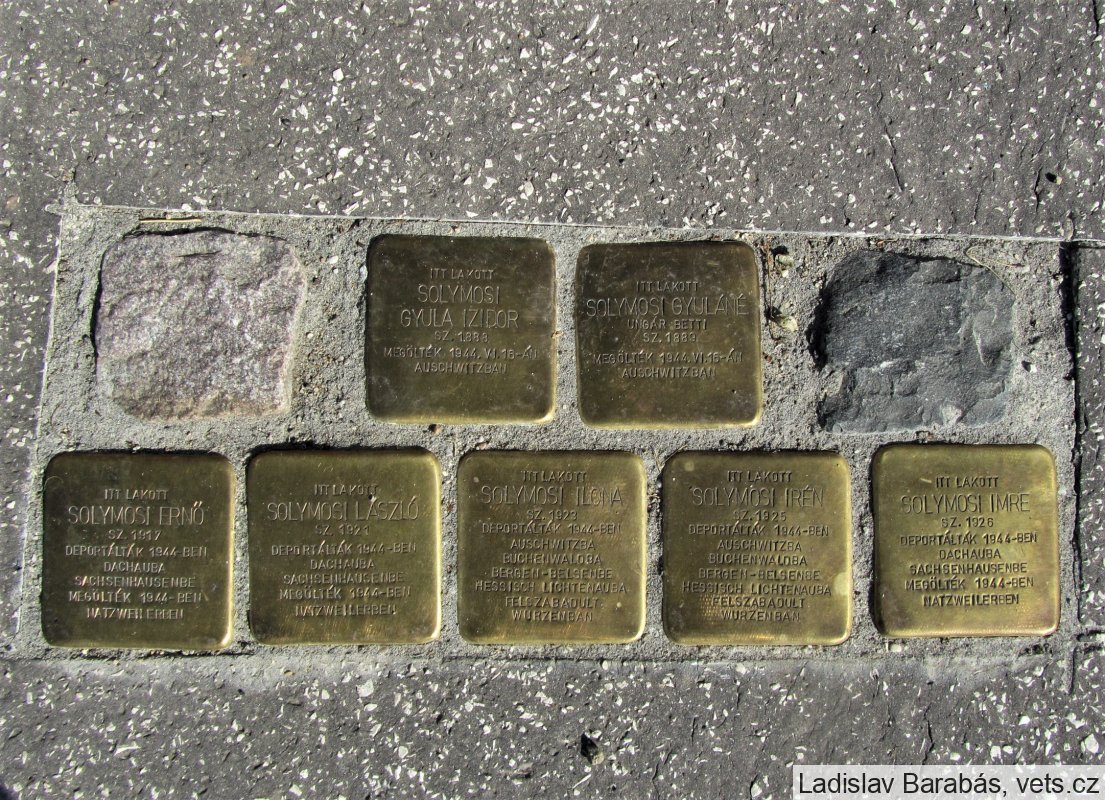 ITT LAKOTT
SOLYMOSI
GYULA IZIDOR
SZ. 1888
MEGÖLTÉK 1944. VI. 16-ÁN
AUSCHWITZBAN
ITT LAKOTT
SOLYMOSI GYULÁNÉ
UNGÁR BETTI
SZ. 1889
MEGÖLTÉK 1944. VI. 16-ÁN
AUSCHWITZBAN
ITT LAKOTT
SOLYMOSI ERNŐ
SZ. 1917
DEPORTÁLTÁK 1944-BEN
DACHAUBA
SACHSENHAUSENBE
MEGÖLTÉK 1944-BEN
NATZWEILERBEN
ITT LAKOTT
SOLYMOSI LÁSZLÓ
SZ. 1921
DEPORTÁLTÁK 1944-BEN
DACHAUBA
SACHSENHAUSENBE
MEGÖLTÉK 1944-BEN
NATZWEILERBEN
ITT LAKOTT
SOLYMOSI ILONA
SZ. 1923
DEPORTÁLTÁK 1944-BEN
AUSCHWITZBA
BUCHENWALDBA
BERGEN-BELSENBE
HESSISCH LICHTENAUBA
FELSZABADULT
WURZENBAN
ITT LAKOTT
SOLYMOSI IRÉN
SZ. 1925
DEPORTÁLTÁK 1944-BEN
AUSCHWITZBA
BUCHENWALDBA
BERGEN-BELSENBE
HESSISCH LICHTENAUBA
FELSZABADULT
WURZENBAN
ITT LAKOTT
SOLYMOSI IMRE
SZ. 1926
DEPORTÁLTÁK 1944-BEN
DACHAUBA
SACHSENHAUSENBE
MEGÖLTÉK 1944-BEN
NATZWEILERBEN
Ladislav Barabás, vets.cz